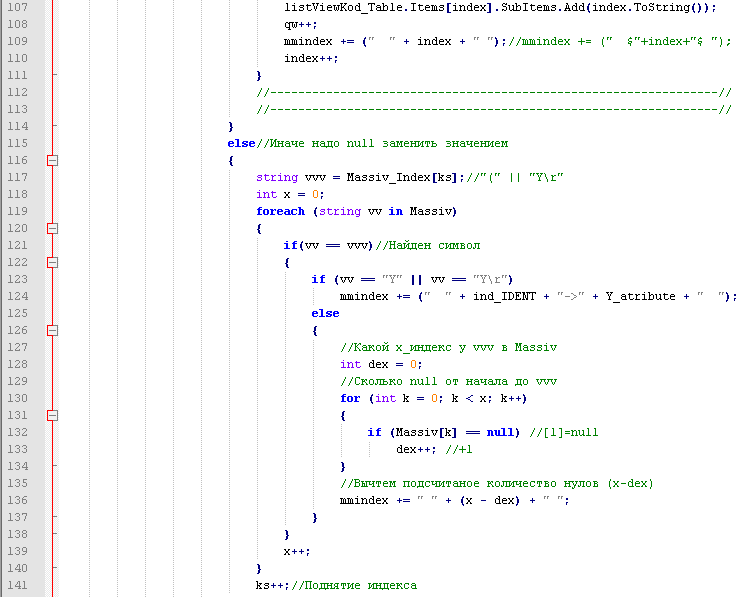 107 listViewKod_Table.Items[index].SubItems.Add(index.ToString());
108 qw++;
109 mmindex += ("  " + index + " ");//mmindex += ("  $"+index+"$ ");
110 index++;
111 }
112 //----------------------------------------------------------------//
113 //----------------------------------------------------------------//
114 }
115 else//Иначе надо null заменить значением
116 {
117 string vvv = Massiv_Index[ks];//"(" || "Y\r"
118 int x = 0;
119 foreach (string vv in Massiv)
120 {
121 if(vv == vvv)//Найден символ
122 {
123 if (vv == "Y" || vv == "Y\r")
124 mmindex += ("  " + ind_IDENT + "->" + Y_atribute + "  ");
125 else
126 {
127 //Какой x_индекс у vvv в Massiv
128 int dex = 0;
129 //Сколько null от начала до vvv
130 for (int k = 0; k < x; k++)
131 {
132 if (Massiv[k] == null) //[1]=null
133 dex++; //+1
134 }
135 //Вычтем подсчитаное количество нулов (x-dex)
136 mmindex += " " + (x - dex) + " ";
137 }
138 }
139 x++;
140 }
141 ks++;//Поднятие индекса